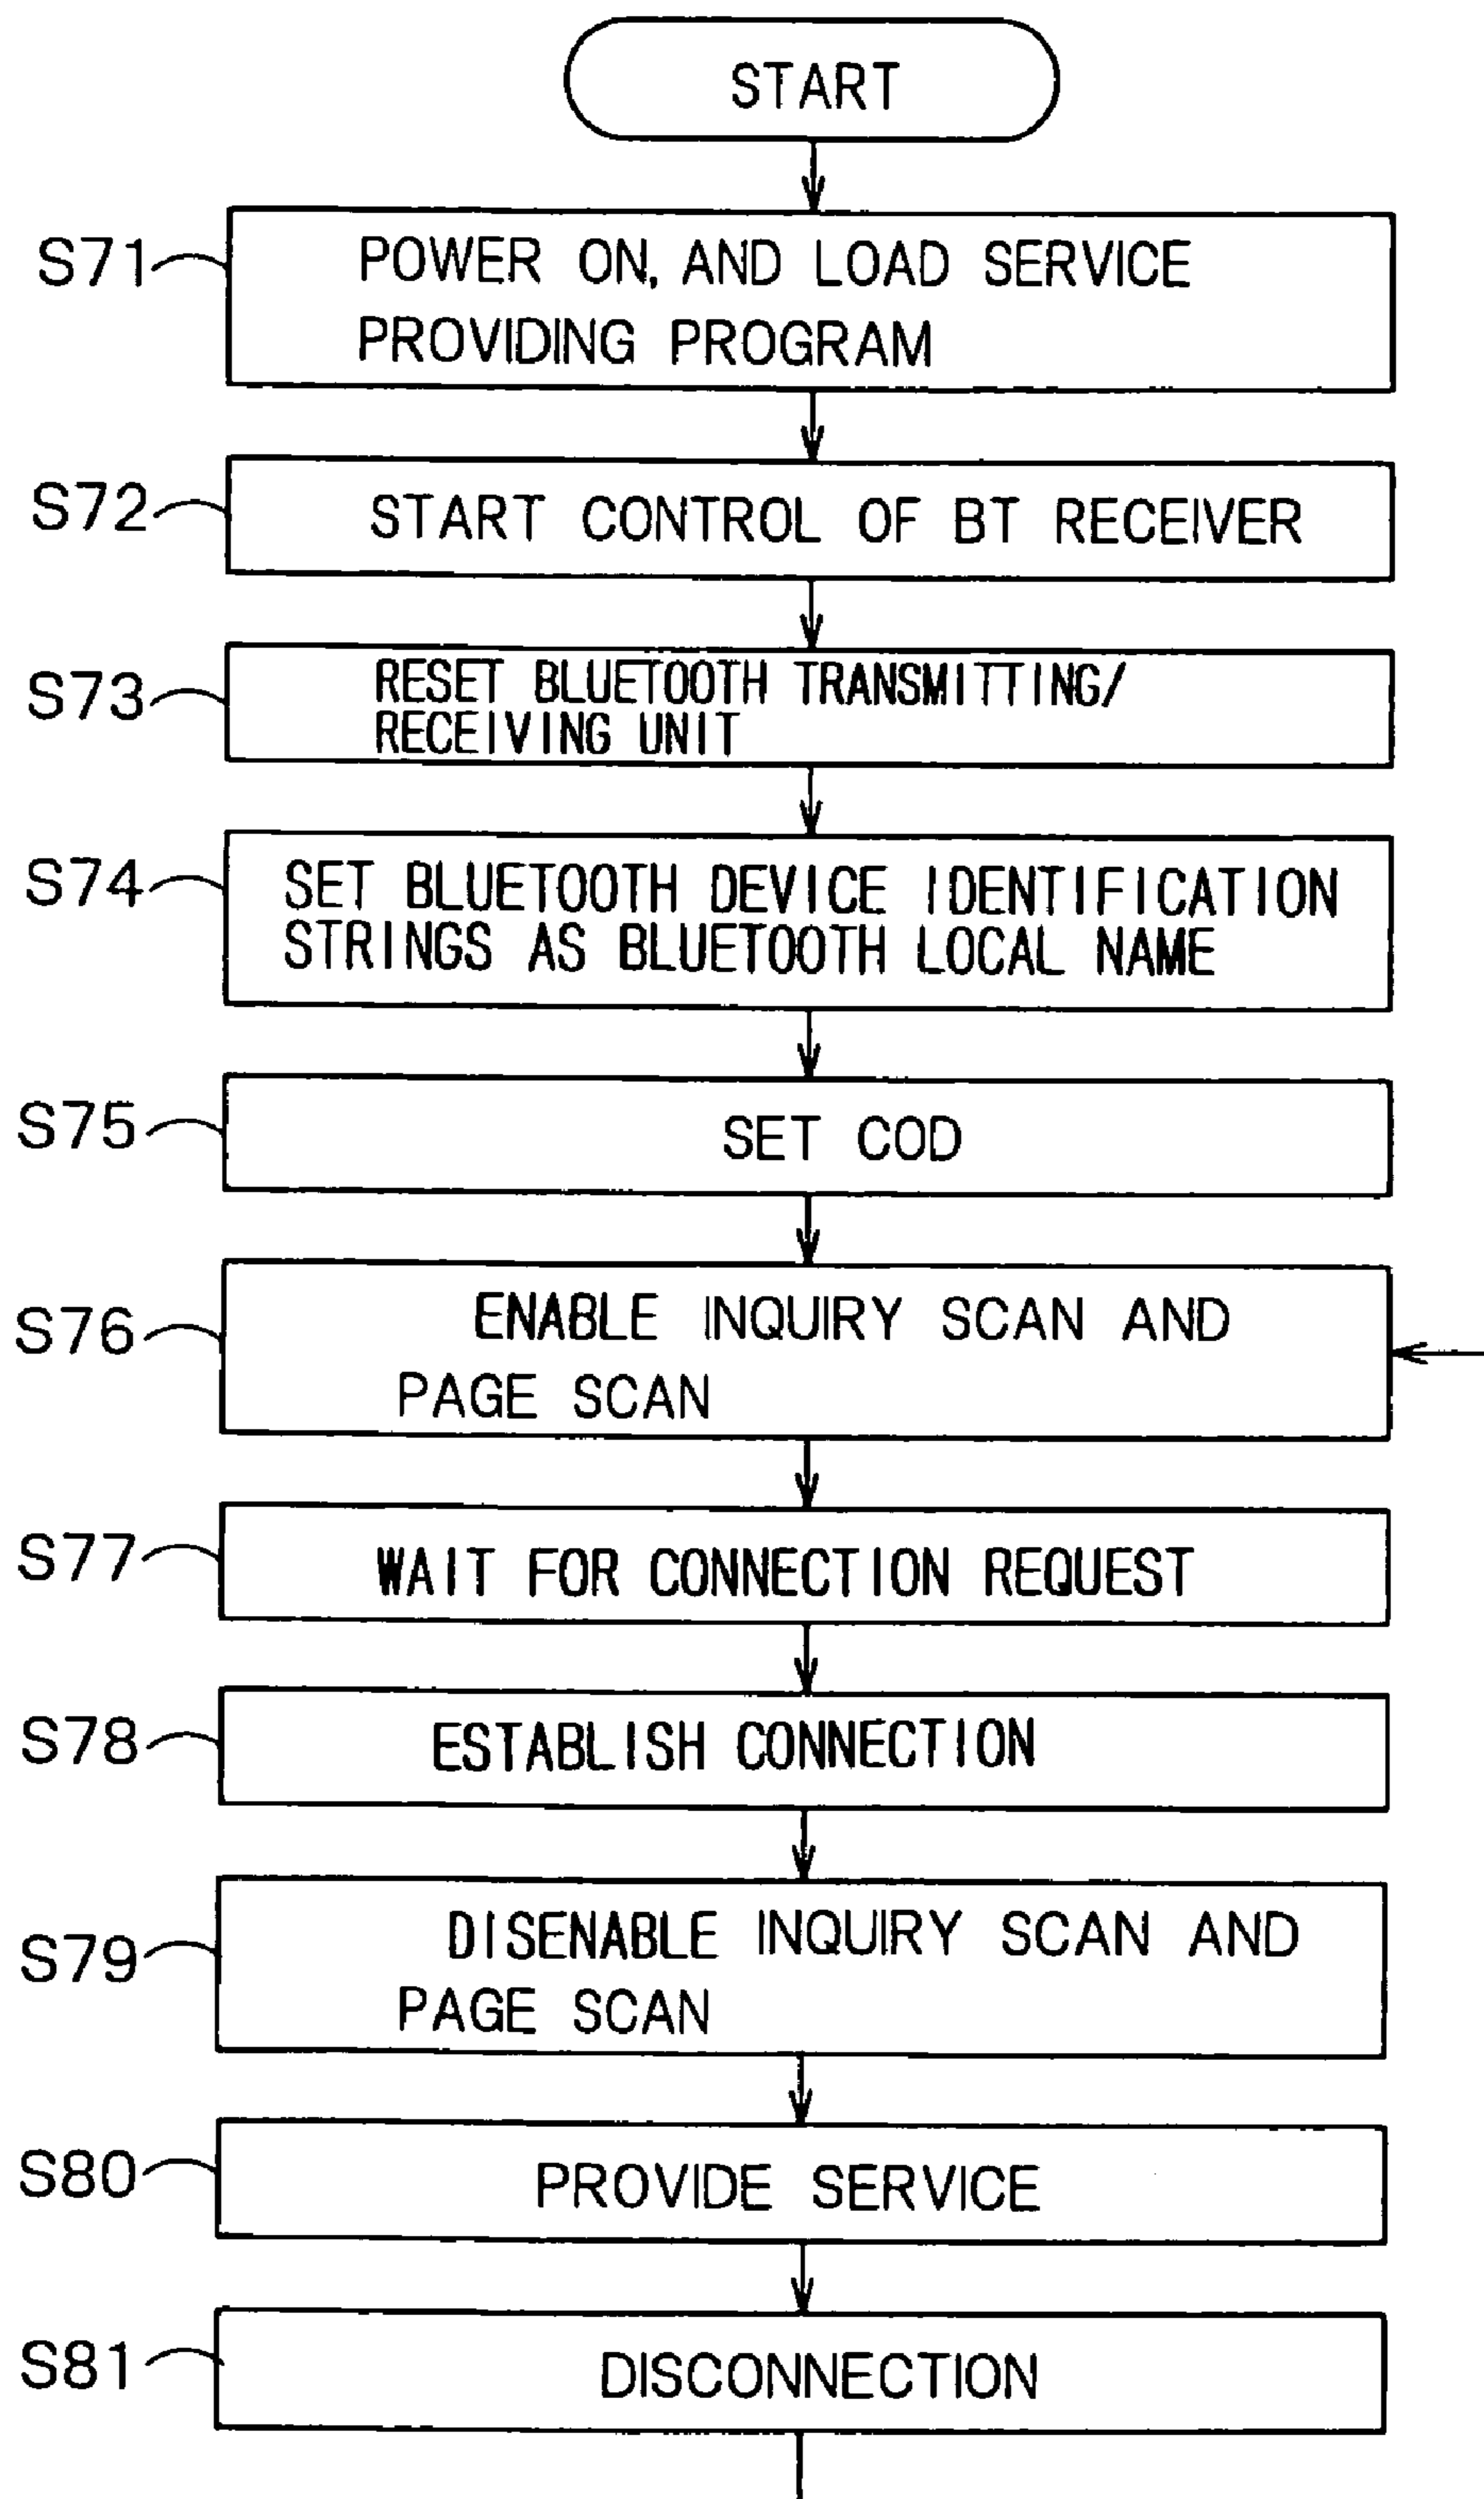 START
S71
POWER ON, AND LOAD SERVICE
PROVIDING PROGRAM
S72
START CONTROL OF BT RECEIVER
S73
RESET BLUETOOTH TRANSMITTING/
RECEIVING UNIT
S74
SET BLUETOOTH DEVICE IDENTIFICATION
STRINGS AS BLUETOOTH LOCAL NAME
S75
SET COD
S76
ENABLE INQUIRY SCAN AND
PAGE SCAN
S77
WAIT FOR CONNECTION REQUEST
S78
ESTABLISH CONNECTION
S79
DISENABLE INQUIRY SCAN AND
PAGE SCAN
S80
PROVIDE SERVICE
S81
DISCONNECTION